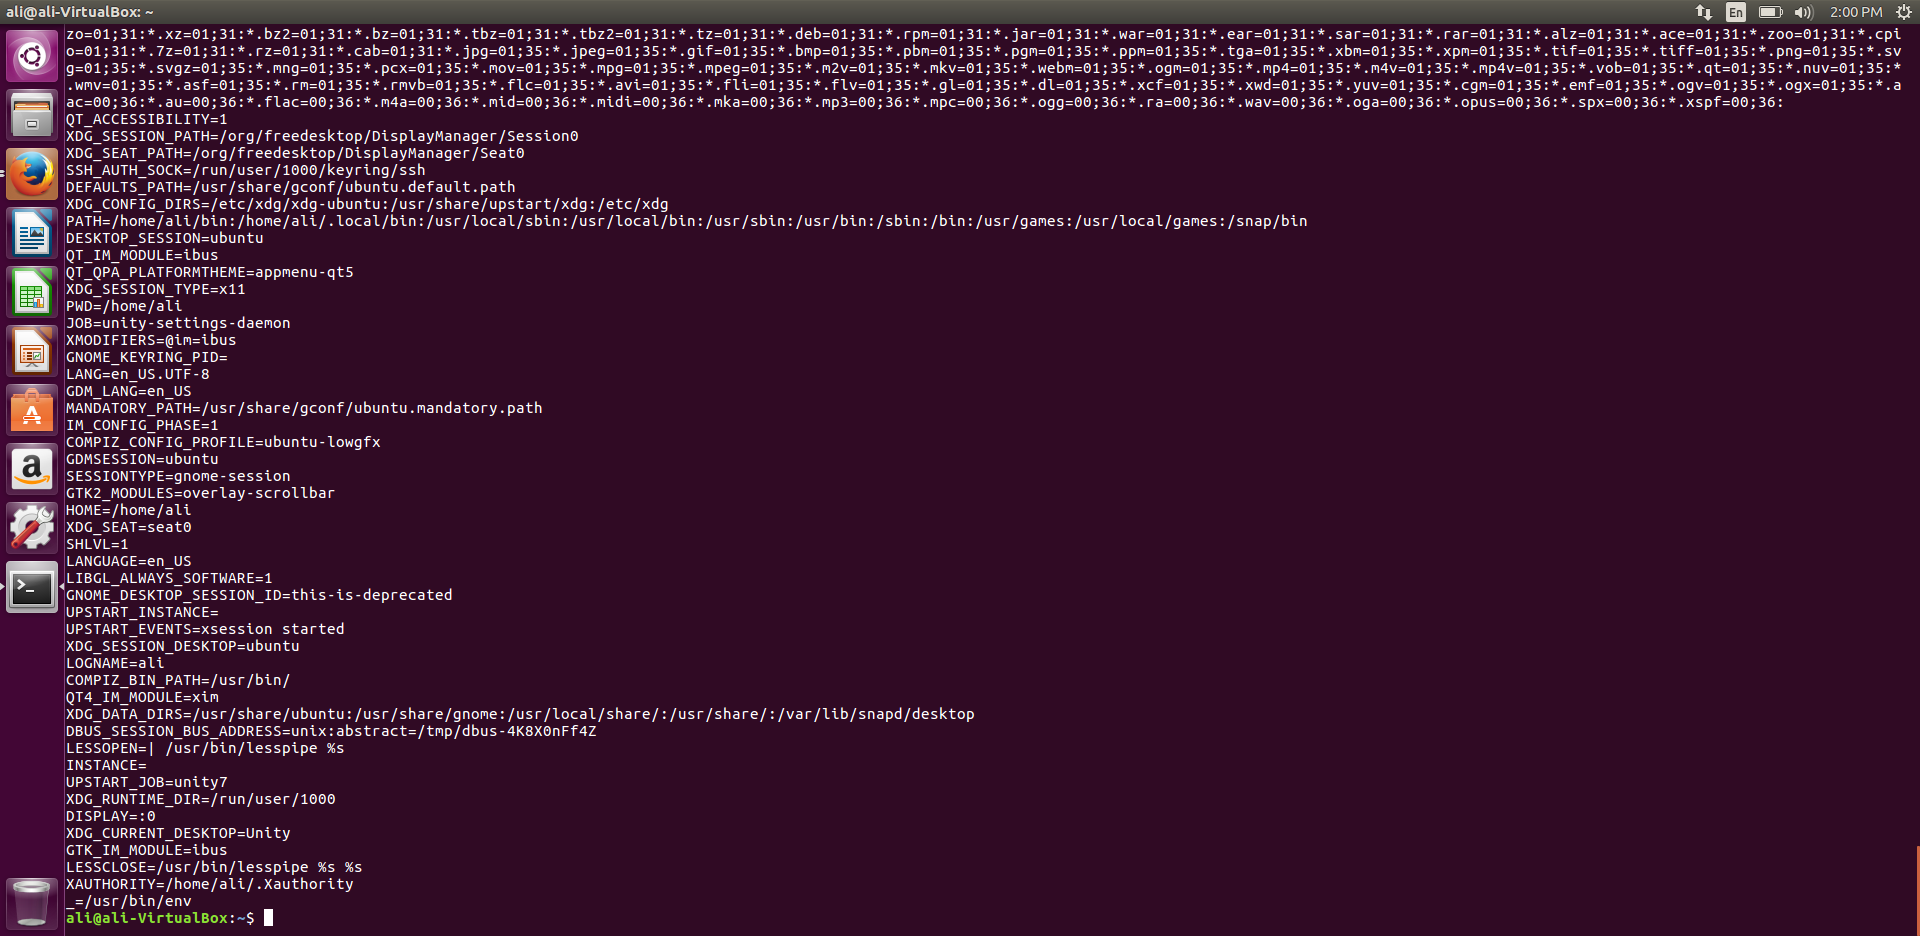 ali@ali-VirtualBox: ~
En
2:00 PM
zo=01;31:*.xz=01;31:*.bz2=01;31:*.bz=01;31:*.tbz=01;31:*.tbz2=01;31:*.tz=01;31:*.deb=01;31:*.rpm=01;31:*.jar=01;31:*.war=01;31:*.ear=01;31:*.sar=01;31:*.rar=01;31:*.alz=01;31:*.ace=01;31:*.zoo=01;31:*.cpi
o=01;31:*.7z=01;31:*.rz=01;31:*.cab=01;31:*.jpg=01;35:*.jpeg=01;35:*.gif=01;35:*.bmp=01;35:*.pbm=01;35:*.pgm=01;35:*.ppm=01;35:*.tga=01;35:*.xbm=01;35:*.xpm=01;35:*.tif=01;35:*.tiff=01;35:*.png=01;35:*.sv
g=01;35:*.svgz=01;35:*.mng=01;35:*.pcx=01;35:*.mov=01;35:*.mpg=01;35:*.mpeg=01;35:*.m2v=01;35:*.mkv=01;35:*.webm=01;35:*.ogm=01;35:*.mp4=01;35:*.m4v=01;35:*.mp4v=01;35:*.vob=01;35:*.qt=01;35:*.nuv=01;35:*
.wmv=01;35:*.asf=01;35:*.rm=01;35:*.rmvb=01;35:*.flc=01;35:*.avi=01;35:*.fli=01;35:*.flv=01;35:*.gl=01;35:*.dl=01;35:*.xcf=01;35:*.xwd=01;35:*.yuv=01;35:*.cgm=01;35:*.emf=01;35:*.ogv=01;35:*.ogx=01;35:*.a
ac=00;36:*.au=00;36:*.flac=00;36:*.m4a=00;36:*.mid=00;36:*.midi=00;36:*.mka=00;36:*.mp3=00;36:*.mpc=00;36:*.ogg=00;36:*.ra=00;36:*.wav=00;36:*.oga=00;36:*.opus=00;36:*.spx=00;36:*.xspf=00;36:
QT_ACCESSIBILITY=1
XDG_SESSION_PATH=/org/freedesktop/DisplayManager/Session0
XDG_SEAT_PATH=/org/freedesktop/DisplayManager/Seat0
SSH_AUTH_SOCK=/run/user/1000/keyring/ssh
DEFAULTS_PATH=/usr/share/gconf/ubuntu.default.path
XDG_CONFIG_DIRS=/etc/xdg/xdg-ubuntu:/usr/share/upstart/xdg:/etc/xdg
PATH=/home/ali/bin:/home/ali/.local/bin:/usr/local/sbin:/usr/local/bin:/usr/sbin:/usr/bin:/sbin:/bin:/usr/games:/usr/local/games:/snap/bin
DESKTOP_SESSION=ubuntu
QT_IM_MODULE=ibus
QT_QPA_PLATFORMTHEME=appmenu-qt5
XDG_SESSION_TYPE=x11
PWD=/home/ali
JOB=unity-settings-daemon
XMODIFIERS=@im=ibus
GNOME_KEYRING_PID=
LANG=en_US.UTF-8
GDM_LANG=en_US
MANDATORY_PATH=/usr/share/gconf/ubuntu.mandatory.path
IM_CONFIG_PHASE=1
COMPIZ_CONFIG_PROFILE=ubuntu-lowgfx
GDMSESSION=ubuntu
SESSIONTYPE=gnome-session
GTK2_MODULES=overlay-scrollbar
HOME=/home/ali
XDG_SEAT=seat0
SHLVL=1
LANGUAGE=en_US
LIBGL_ALWAYS_SOFTWARE=1
GNOME_DESKTOP_SESSION_ID=this-is-deprecated
UPSTART_INSTANCE=
UPSTART_EVENTS=xsession started
XDG_SESSION_DESKTOP=ubuntu
LOGNAME=ali
COMPIZ_BIN_PATH=/usr/bin/
QT4_IM_MODULE=xim
XDG_DATA_DIRS=/usr/share/ubuntu:/usr/share/gnome:/usr/local/share/:/usr/share/:/var/lib/snapd/desktop
DBUS_SESSION_BUS_ADDRESS=unix:abstract=/tmp/dbus-4K8X0nFf4Z
LESSOPEN=| /usr/bin/lesspipe %s
INSTANCE=
UPSTART_JOB=unity7
XDG_RUNTIME_DIR=/run/user/1000
DISPLAY=:0
XDG_CURRENT_DESKTOP=Unity
GTK_IM_MODULE=ibus
LESSCLOSE=/usr/bin/lesspipe %s %s
XAUTHORITY=/home/ali/.Xauthority
_=/usr/bin/env
ali@ali-VirtualBox:~$